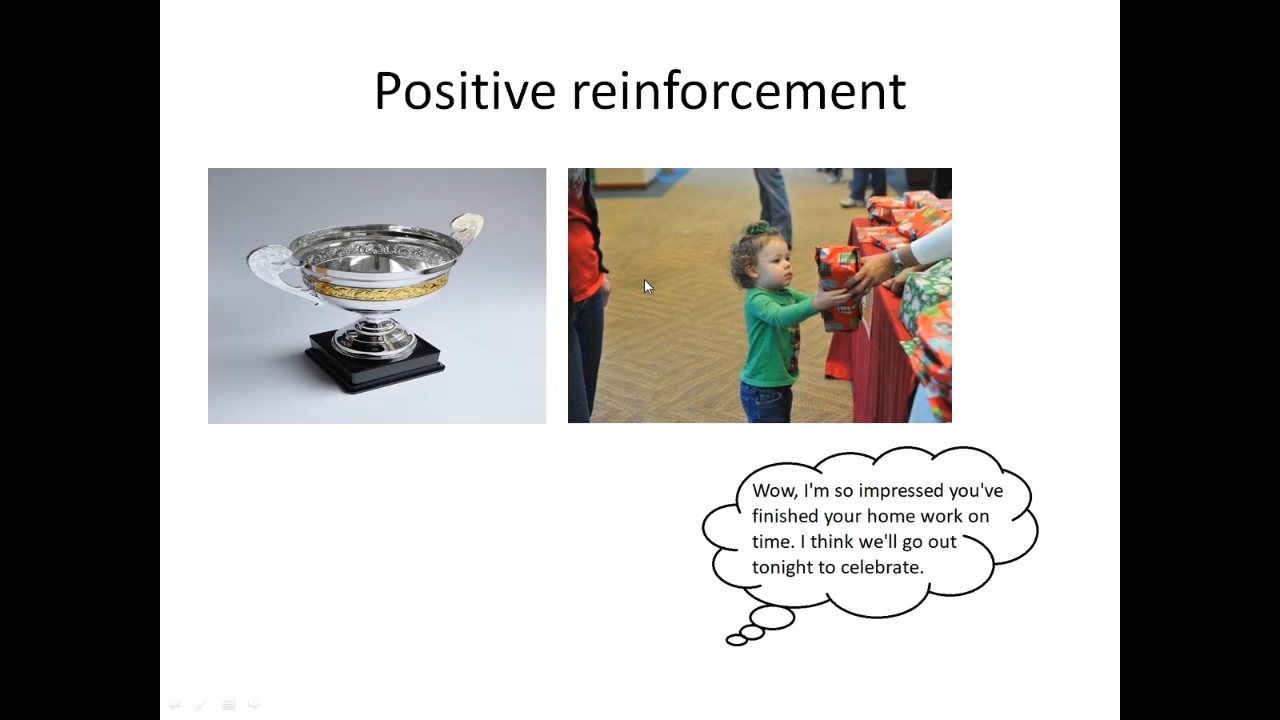 Positive reinforcement
Wow, I'm so impressed you've
finished your home work on
time. I think we'll go out
tonight to celebrate.